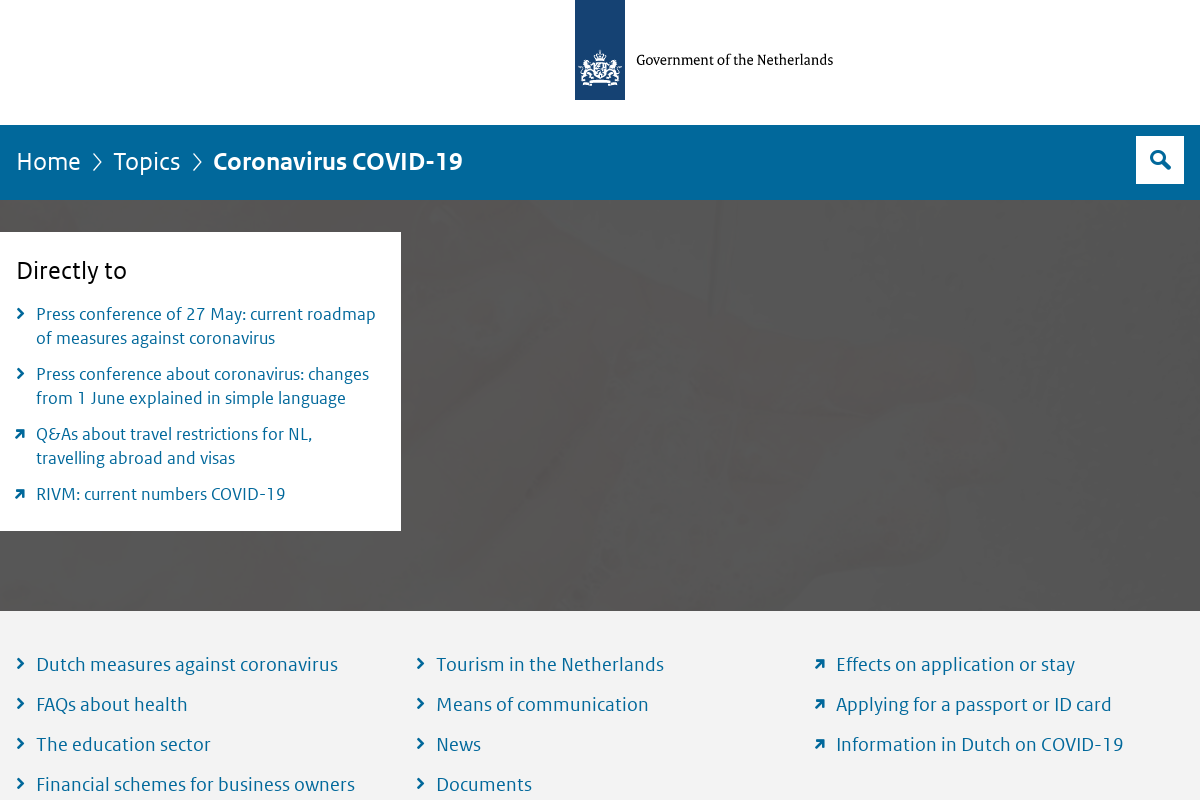 Government of the Netherlands
Home > Topics > Coronavirus COVID-19
Directly to
Press conference of 27 May: current roadmap
of measures against coronavirus
Press conference about coronavirus: changes
from 1 June explained in simple language
Q&As about travel restrictions for NL,
travelling abroad and visas
RIVM: current numbers COVID-19
Dutch measures against coronavirus
FAQs about health
The education sector
Financial schemes for business owners
Tourism in the Netherlands
Means of communication
News
Documents
Effects on application or stay
Applying for a passport or ID card
Information in Dutch on COVID-19